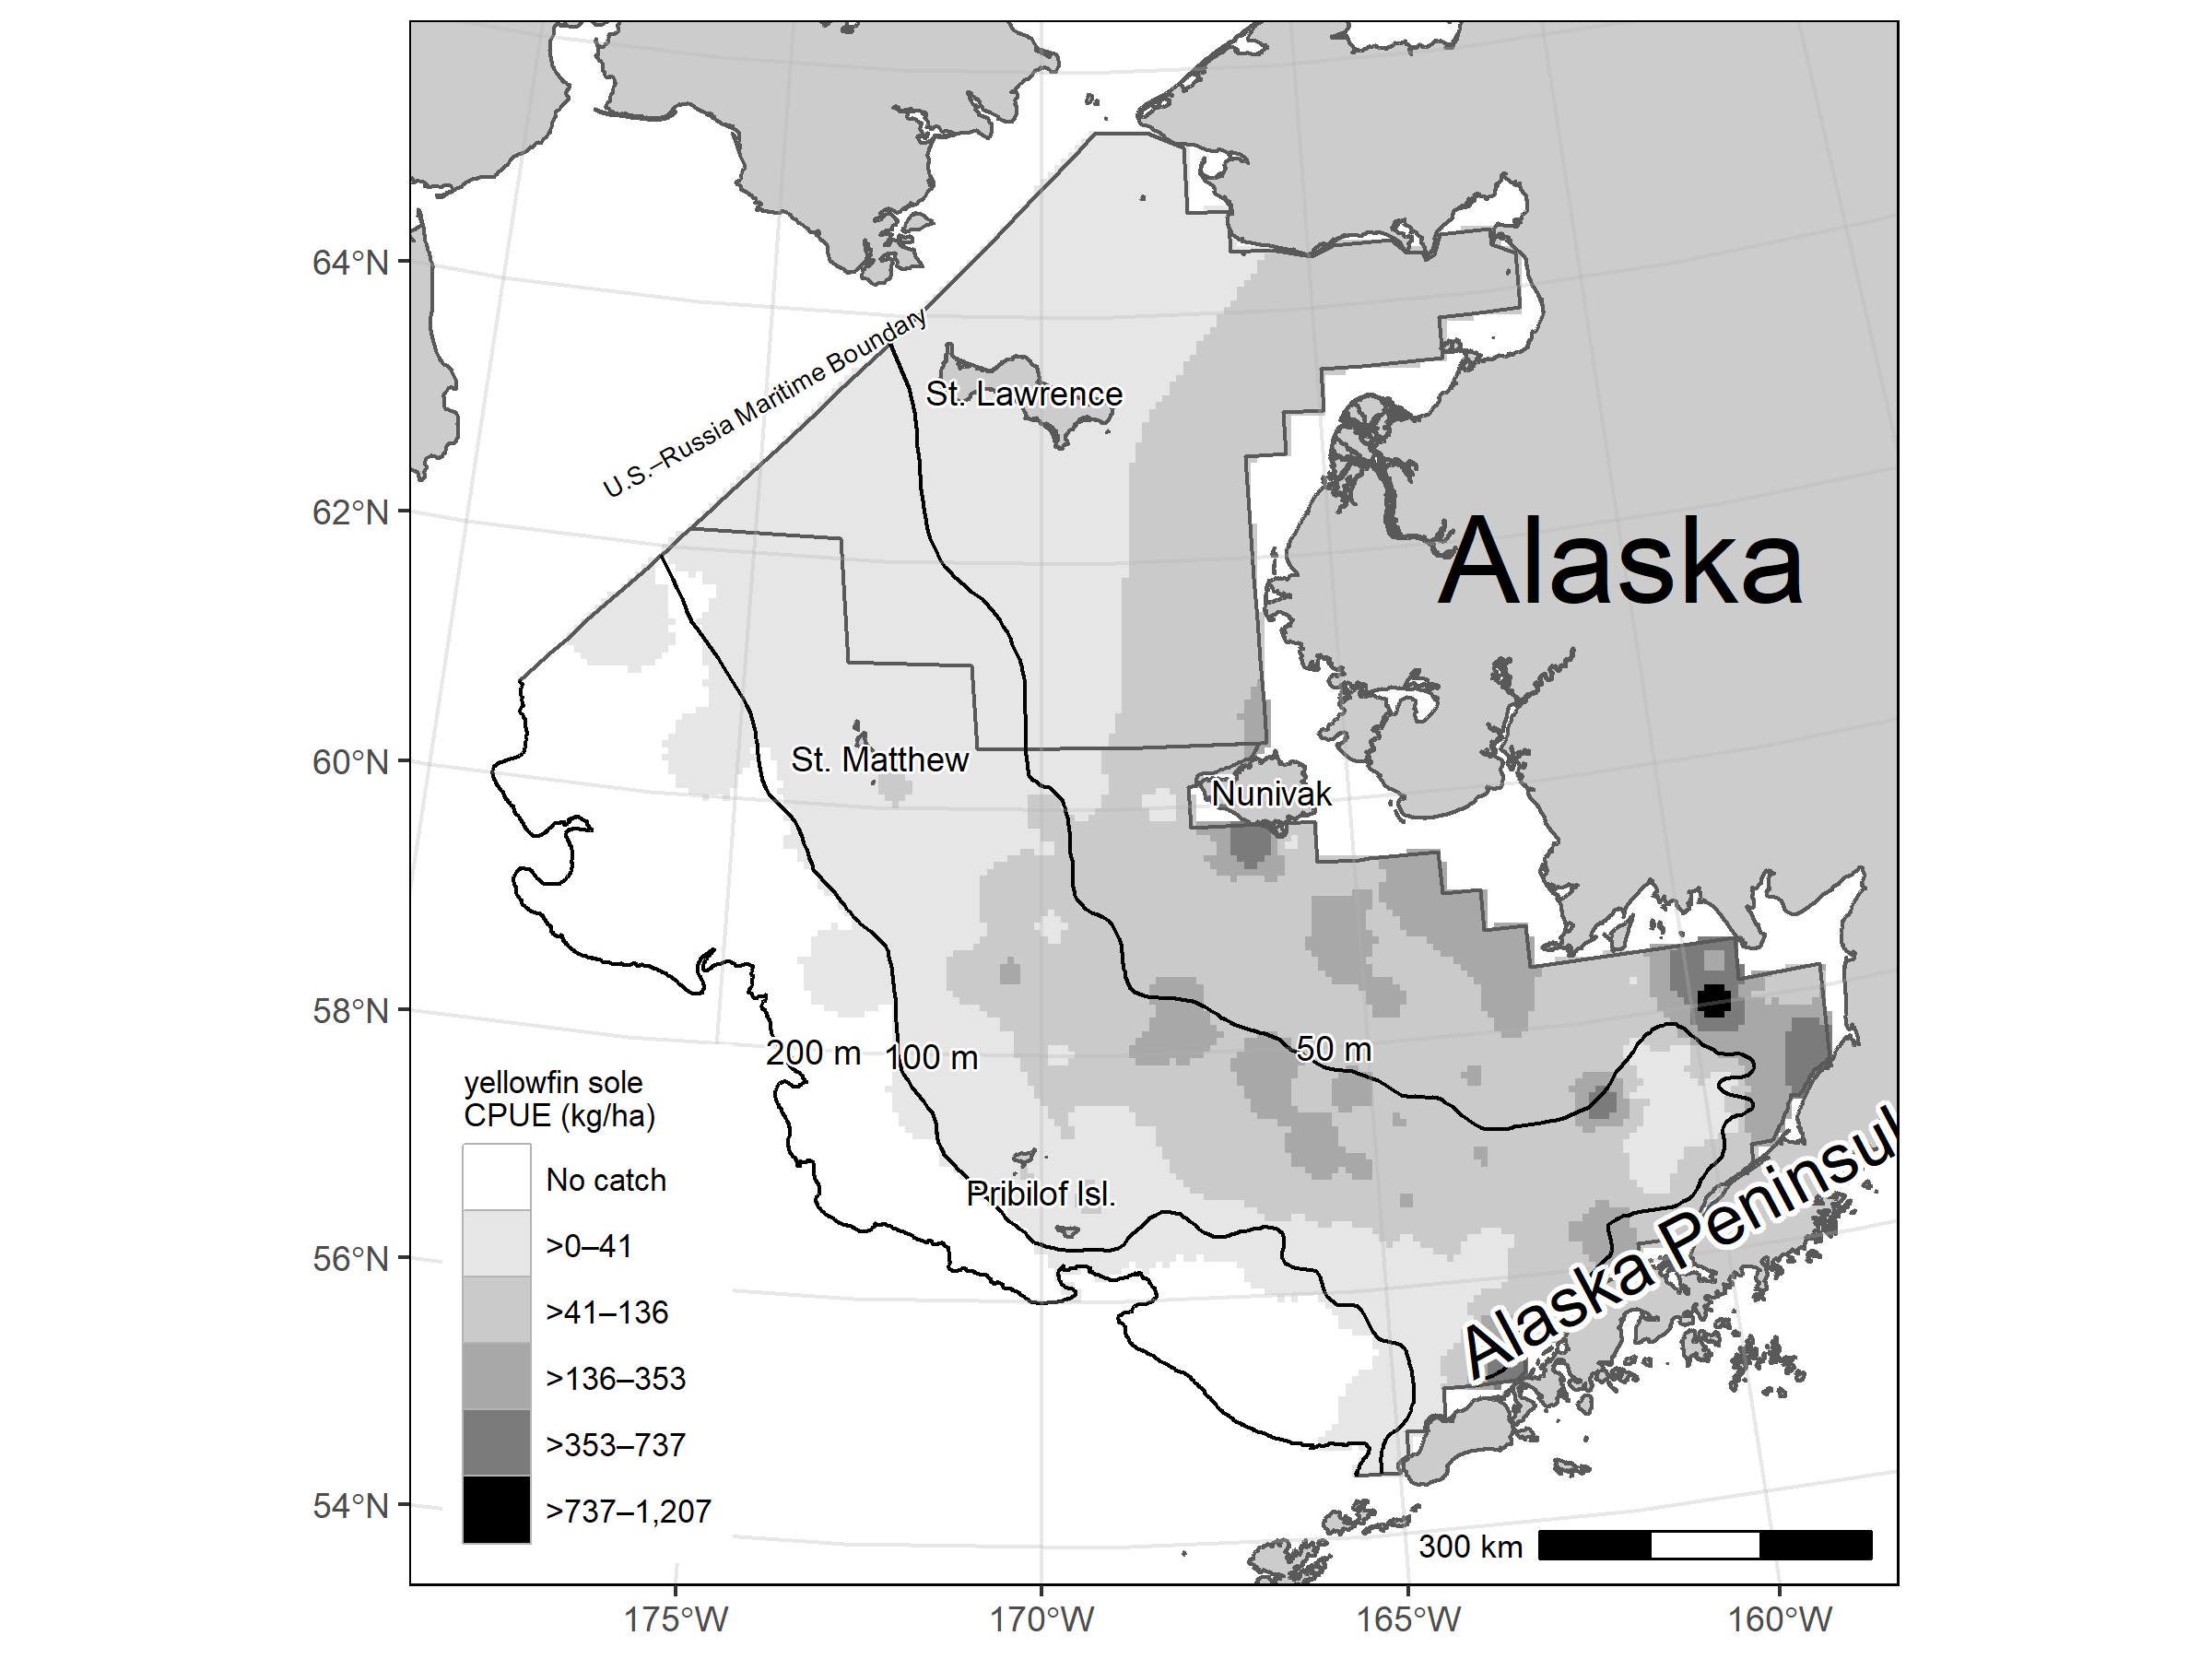 64°N
62°N
60°N
58°N
56°N
54°N
175°W
170°W
165°W
160°W
U.S.–Russia Maritime Boundary
St. Lawrence
Alaska
St. Matthew
Nunivak
200 m
100 m
50 m
Pribilof Isl.
Alaska Peninsul
yellowfin sole
CPUE (kg/ha)
No catch
>0–41
>41–136
>136–353
>353–737
>737–1,207
300 km